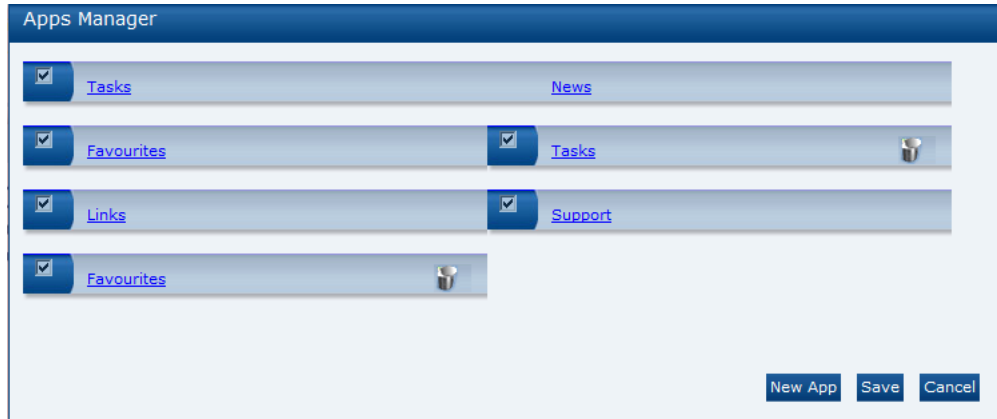 Apps Manager
Tasks News
Favourites Tasks
Links Support
Favourites
New App Save Cancel